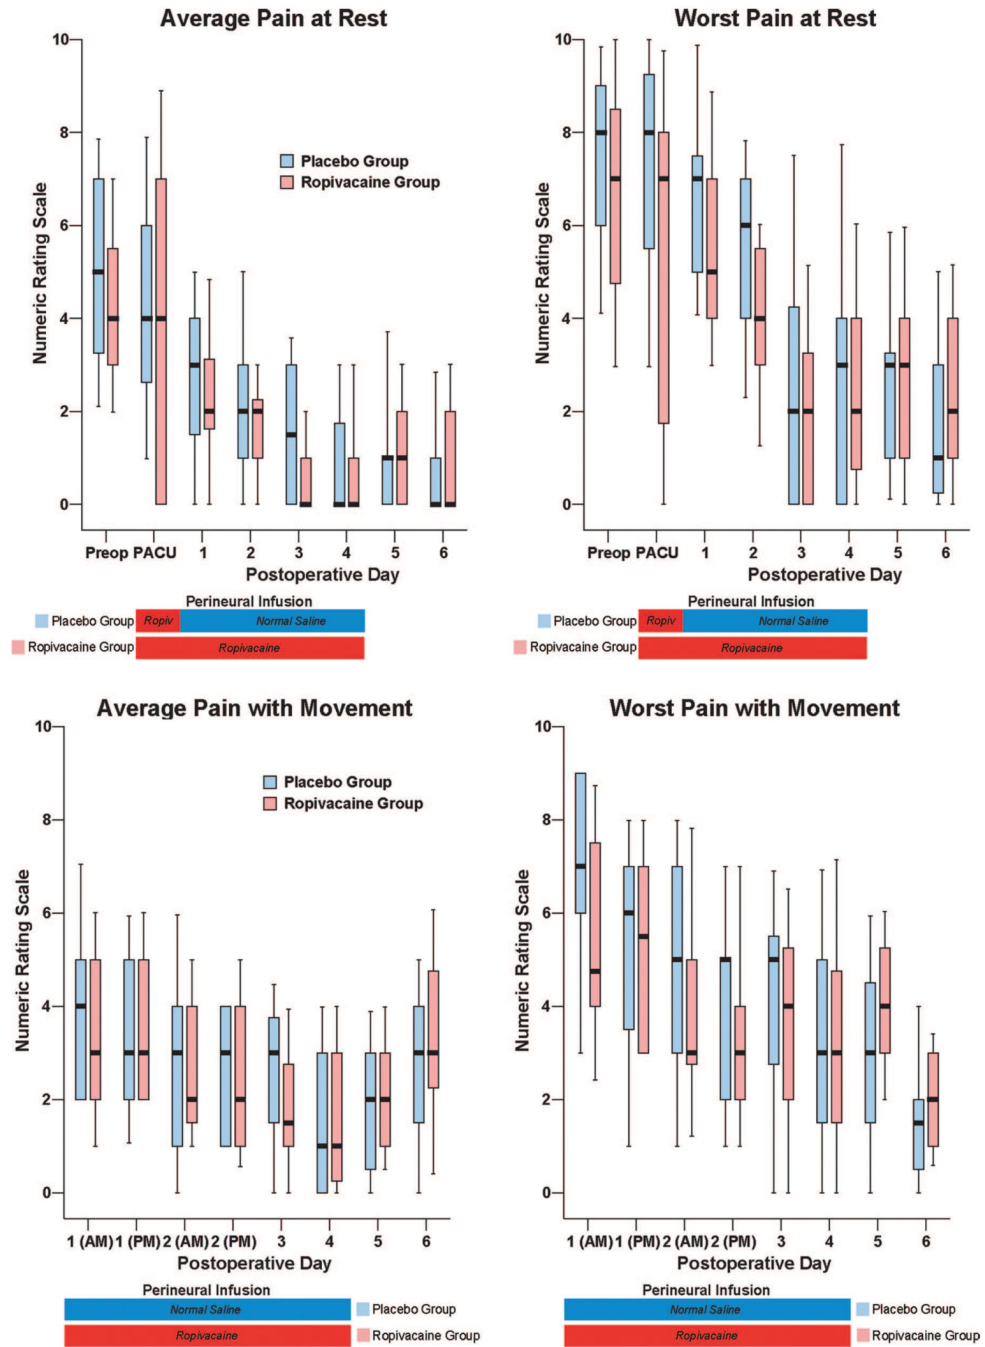 Average Pain at Rest
Numeric Rating Scale
10
8
6
4
2
0
Placebo Group
Ropivacaine Group
Preop PACU 1 2 3 4 5 6
Postoperative Day
Perineural Infusion
Placebo Group Ropiv Normal Saline
Ropivacaine Group Ropivacaine
Worst Pain at Rest
Numeric Rating Scale
10
8
6
4
2
0
Preop PACU 1 2 3 4 5 6
Postoperative Day
Perineural Infusion
Placebo Group Ropiv Normal Saline
Ropivacaine Group Ropivacaine
Average Pain with Movement
Numeric Rating Scale
10
8
6
4
2
0
Placebo Group
Ropivacaine Group
1 (AM) 1 (PM) 2 (AM) 2 (PM) 3 4 5 6
Postoperative Day
Perineural Infusion
Normal Saline Placebo Group
Ropivacaine Ropivacaine Group
Worst Pain with Movement
Numeric Rating Scale
10
8
6
4
2
0
1 (AM) 1 (PM) 2 (AM) 2 (PM) 3 4 5 6
Postoperative Day
Perineural Infusion
Normal Saline Placebo Group
Ropivacaine Ropivacaine Group